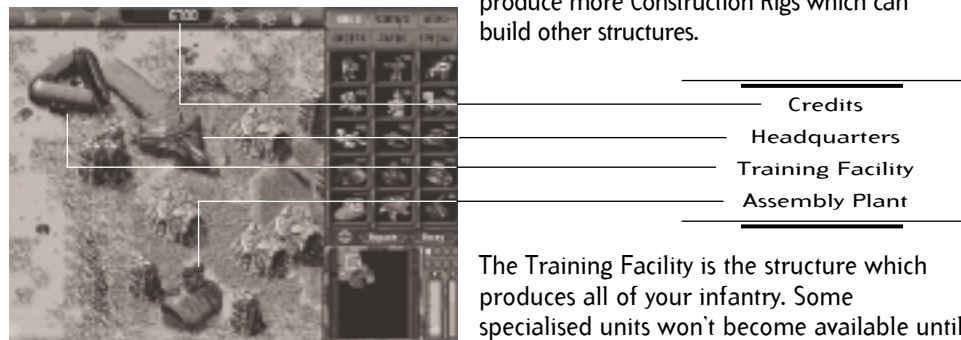 produce more Construction Rigs which can
build other structures.
Credits
Headquarters
Training Facility
Assembly Plant
The Training Facility is the structure which
produces all of your infantry. Some
specialised units won't become available until